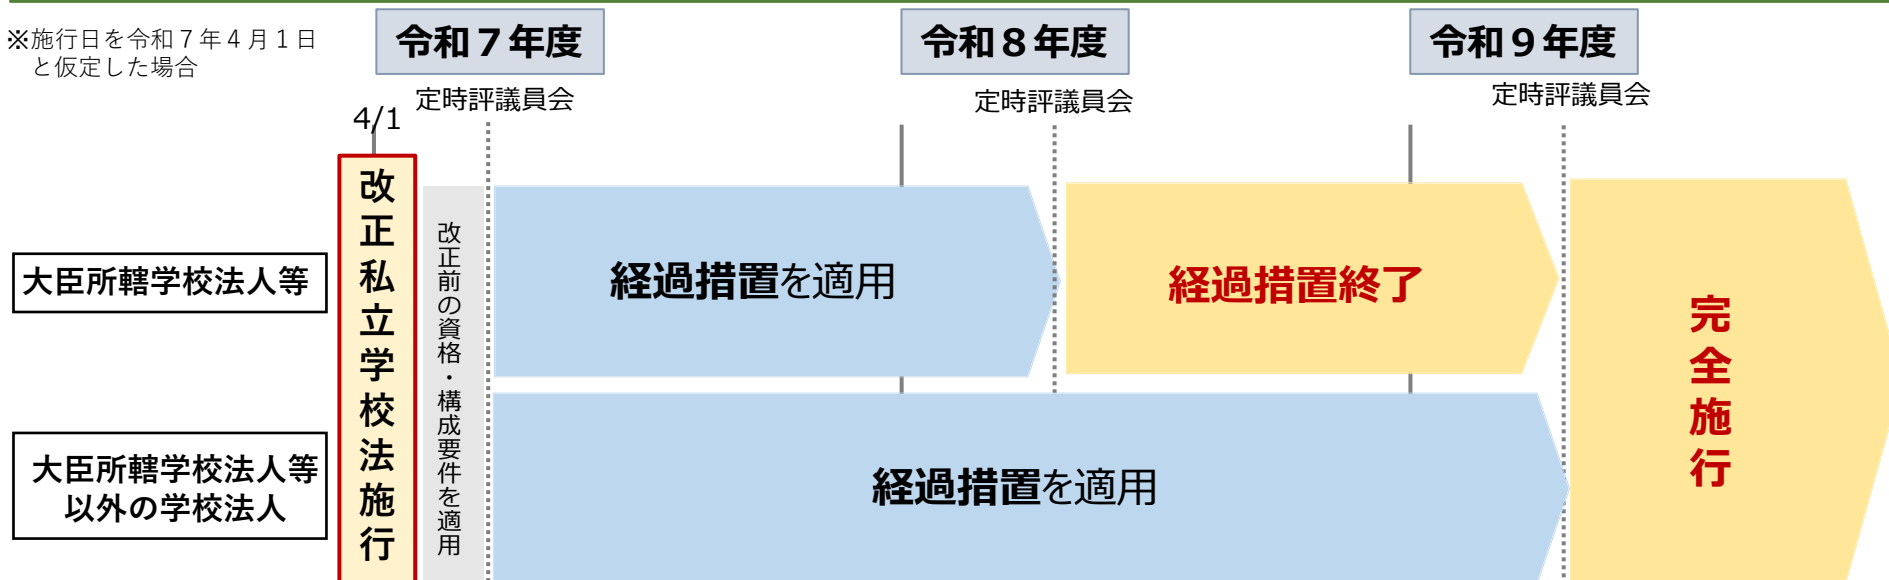 ※施行日を令和７年４月１日
と仮定した場合
令和７年度
令和８年度
令和９年度
定時評議員会
定時評議員会
定時評議員会
4/1
改正私立学校法施行
改正前の資格・構成要件を適用
大臣所轄学校法人等
経過措置を適用
経過措置終了
完全施行
大臣所轄学校法人等
以外の学校法人
経過措置を適用